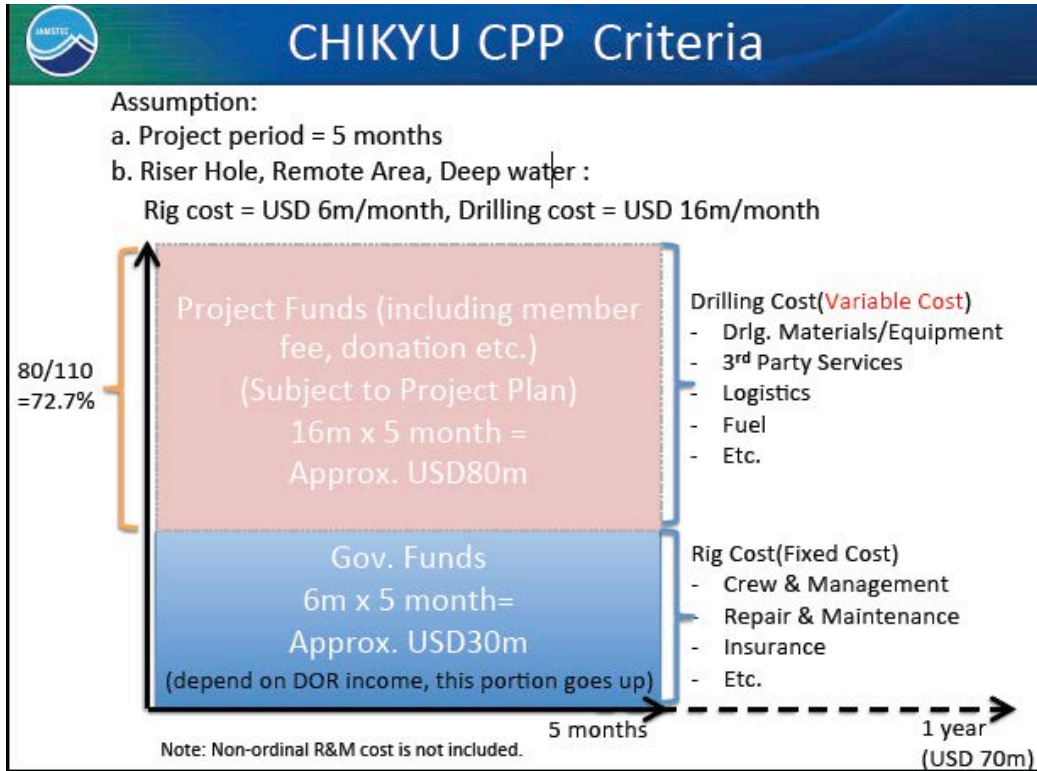 JAMSTEC
CHIKYU CPP Criteria
Assumption:
a. Project period = 5 months
b. Riser Hole, Remote Area, Deep water :
Rig cost = USD 6m/month, Drilling cost = USD 16m/month
80/110
=72.7%
Project Funds (including member
fee, donation etc.)
(Subject to Project Plan)
16m x 5 month =
Approx. USD80m
Drilling Cost(Variable Cost)
- Drlg. Materials/Equipment
- 3rd Party Services
- Logistics
- Fuel
- Etc.
Gov. Funds
6m x 5 month=
Approx. USD30m
(depend on DOR income, this portion goes up)
Rig Cost(Fixed Cost)
- Crew & Management
- Repair & Maintenance
- Insurance
- Etc.
5 months
1 year
(USD 70m)
Note: Non-ordinal R&M cost is not included.